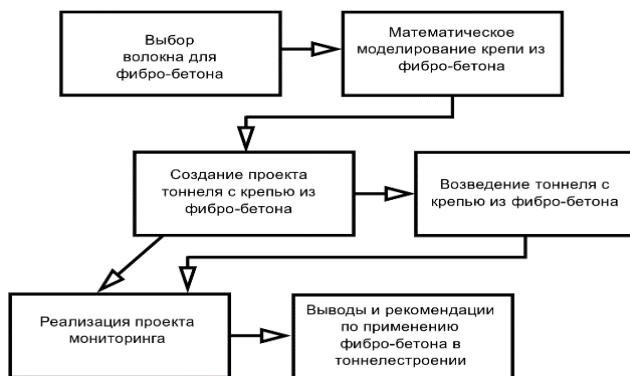 Выбор
волокна для
фибро-бетона
Математическое
моделирование крепи из
фибро-бетона
Создание проекта
тоннеля с крепью из
фибро-бетона
Возведение тоннеля с
крепью из фибро-бетона
Реализация проекта
мониторинга
Выводы и рекомендации
по применению
фибро-бетона в
тоннелестроении